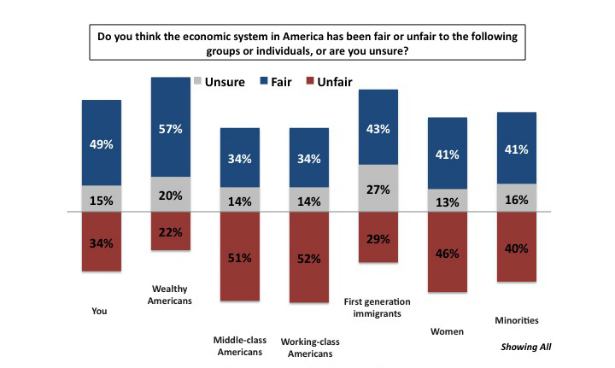 Do you think the economic system in America has been fair or unfair to the following
groups or individuals, or are you unsure?
Unsure Fair Unfair
49% 57% 34% 34% 43% 41% 41%
15% 20% 14% 14% 27% 13% 16%
34% 22% 51% 52% 29% 46% 40%
You
Wealthy
Americans
Middle-class
Americans
Working-class
Americans
First generation
immigrants
Women
Minorities
Showing All